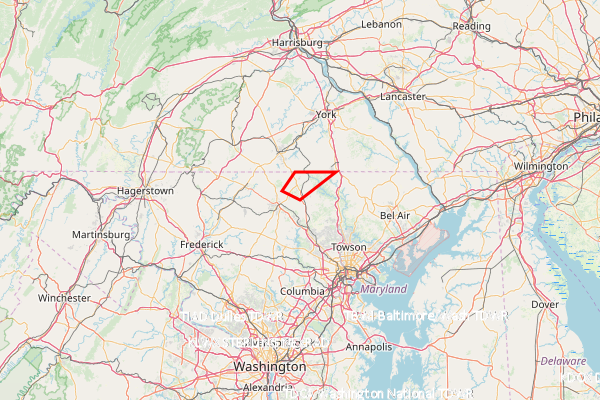 Lebanon
Reading
Harrisburg
Lancaster
York
Phila
Wilmington
Hagerstown
Martinsburg
Bel Air
Frederick
Towson
Winchester
Columbia
Maryland
Dover
Annapolis
Washington
Delaware
Alexandria